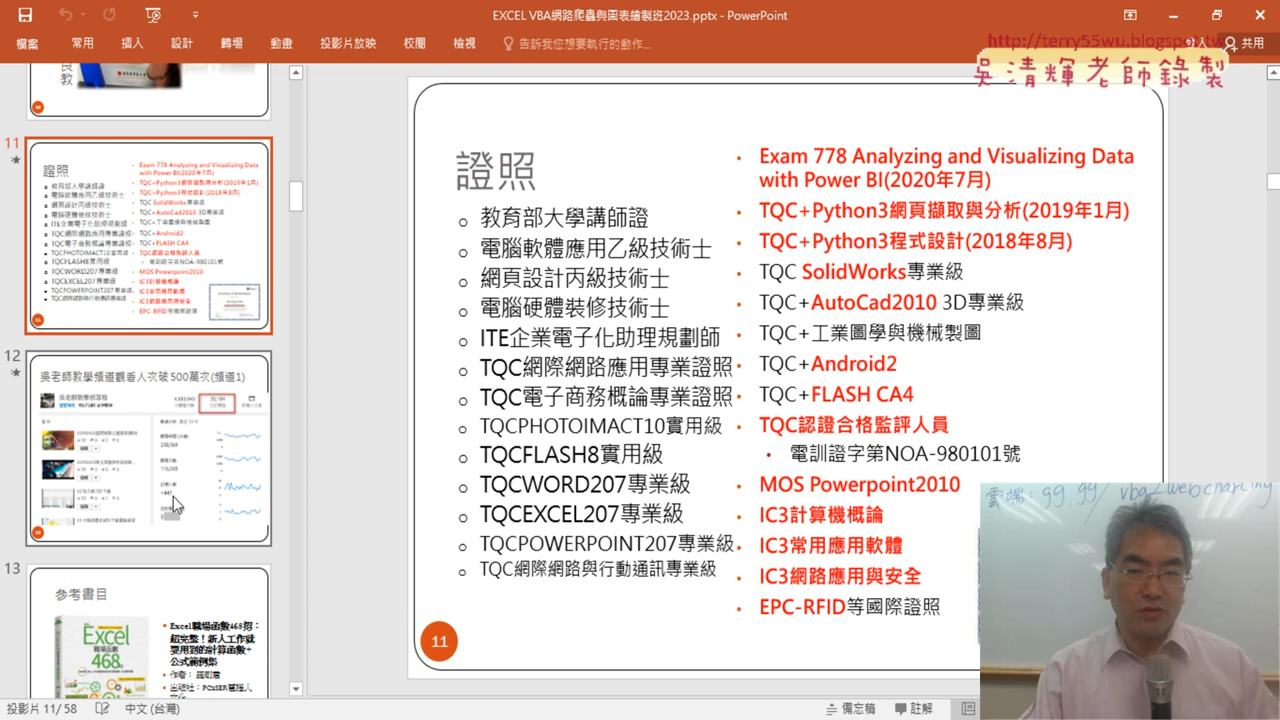 EXCEL VBA網路爬蟲與圖表繪製班2023.pptx - PowerPoint
檔案 常用 插入 設計 轉場 動畫 投影片放映 校閱 檢視 告訴我您想要執行的動作... 登入 共用
http://terry55wu.blogspot.tw
吳清輝老師錄製
11
證照
教育部大學講師證
電腦軟體應用乙級技術士
網頁設計丙級技術士
電腦硬體裝修技術士
ITE企業電子化助理規劃師
TQC網際網路應用專業證照
TQC電子商務概論專業證照
TQCPHOTOIMACT10實用級
TQCFLASH8實用級
TQCWORD207專業級
TQCEXCEL207專業級
TQCPOWERPOINT207專業級
TQC網際網路與行動通訊專業級
Exam 778 Analyzing and Visualizing Data
with Power BI(2020年7月)
TQC+Python3網頁擷取與分析(2019年1月)
TQC+Python3程式設計(2018年8月)
TQC SolidWorks專業級
TQC+AutoCad2010 3D專業級
TQC+工業圖學與機械製圖
TQC+Android2
TQC+FLASH CA4
TQC認證合格監評人員
電訓證字第NOA-980101號
MOS Powerpoint2010
IC3計算機概論
IC3常用應用軟體
IC3網路應用與安全
EPC-RFID等國際證照
11
12
吳老師教學頻道觀看人次破500萬次(頻道1)
13
參考書目
Excel
職場函數
468招
Excel職場函數468招:
超完整!新人工作就
要用到的計算函數+
公式範例集
作者:
出版社:PCuSER電腦人
文化
雲端: gg.gg/vba2webcharting
投影片 11/58 中文 (台灣) 備忘稿 註解